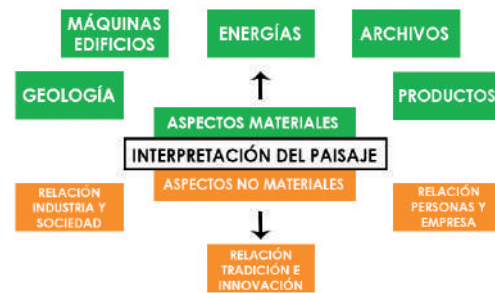 MÁQUINAS
EDIFICIOS
ENERGÍAS
ARCHIVOS
GEOLOGÍA
PRODUCTOS
ASPECTOS MATERIALES
INTERPRETACIÓN DEL PAISAJE
ASPECTOS NO MATERIALES
RELACIÓN
INDUSTRIA Y
SOCIEDAD
RELACIÓN
PERSONAS Y
EMPRESA
RELACIÓN
TRADICIÓN E
INNOVACIÓN